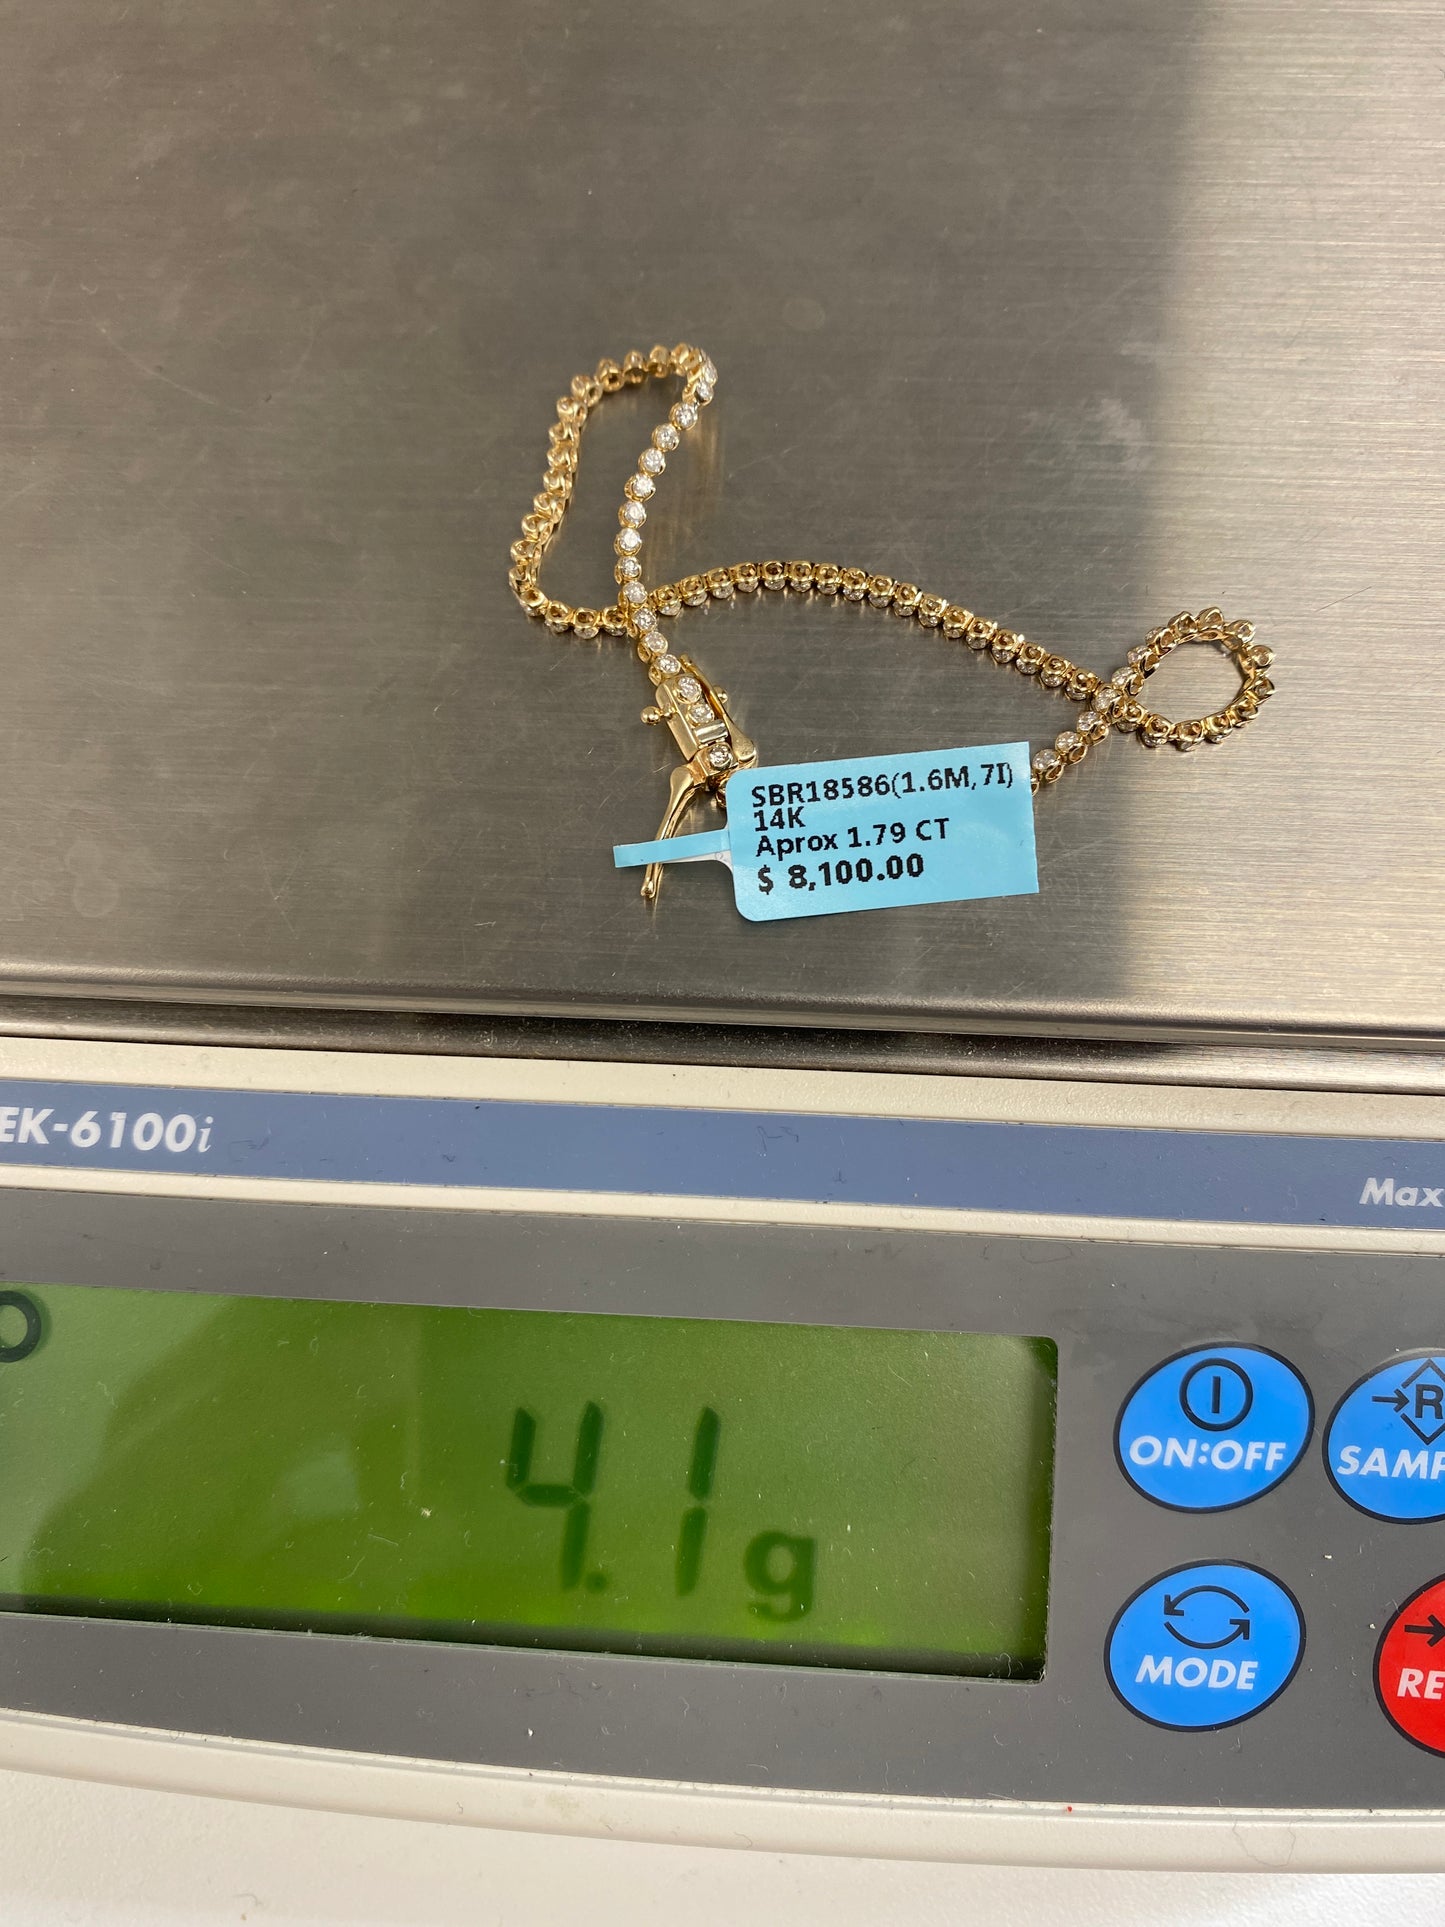 SBR18586(1.6M,7I)
14K
Aprox 1.79 CT
$ 8,100.00
EK-6100i
Max
4.1g
ON:OFF
R
SAMP
MODE
RE